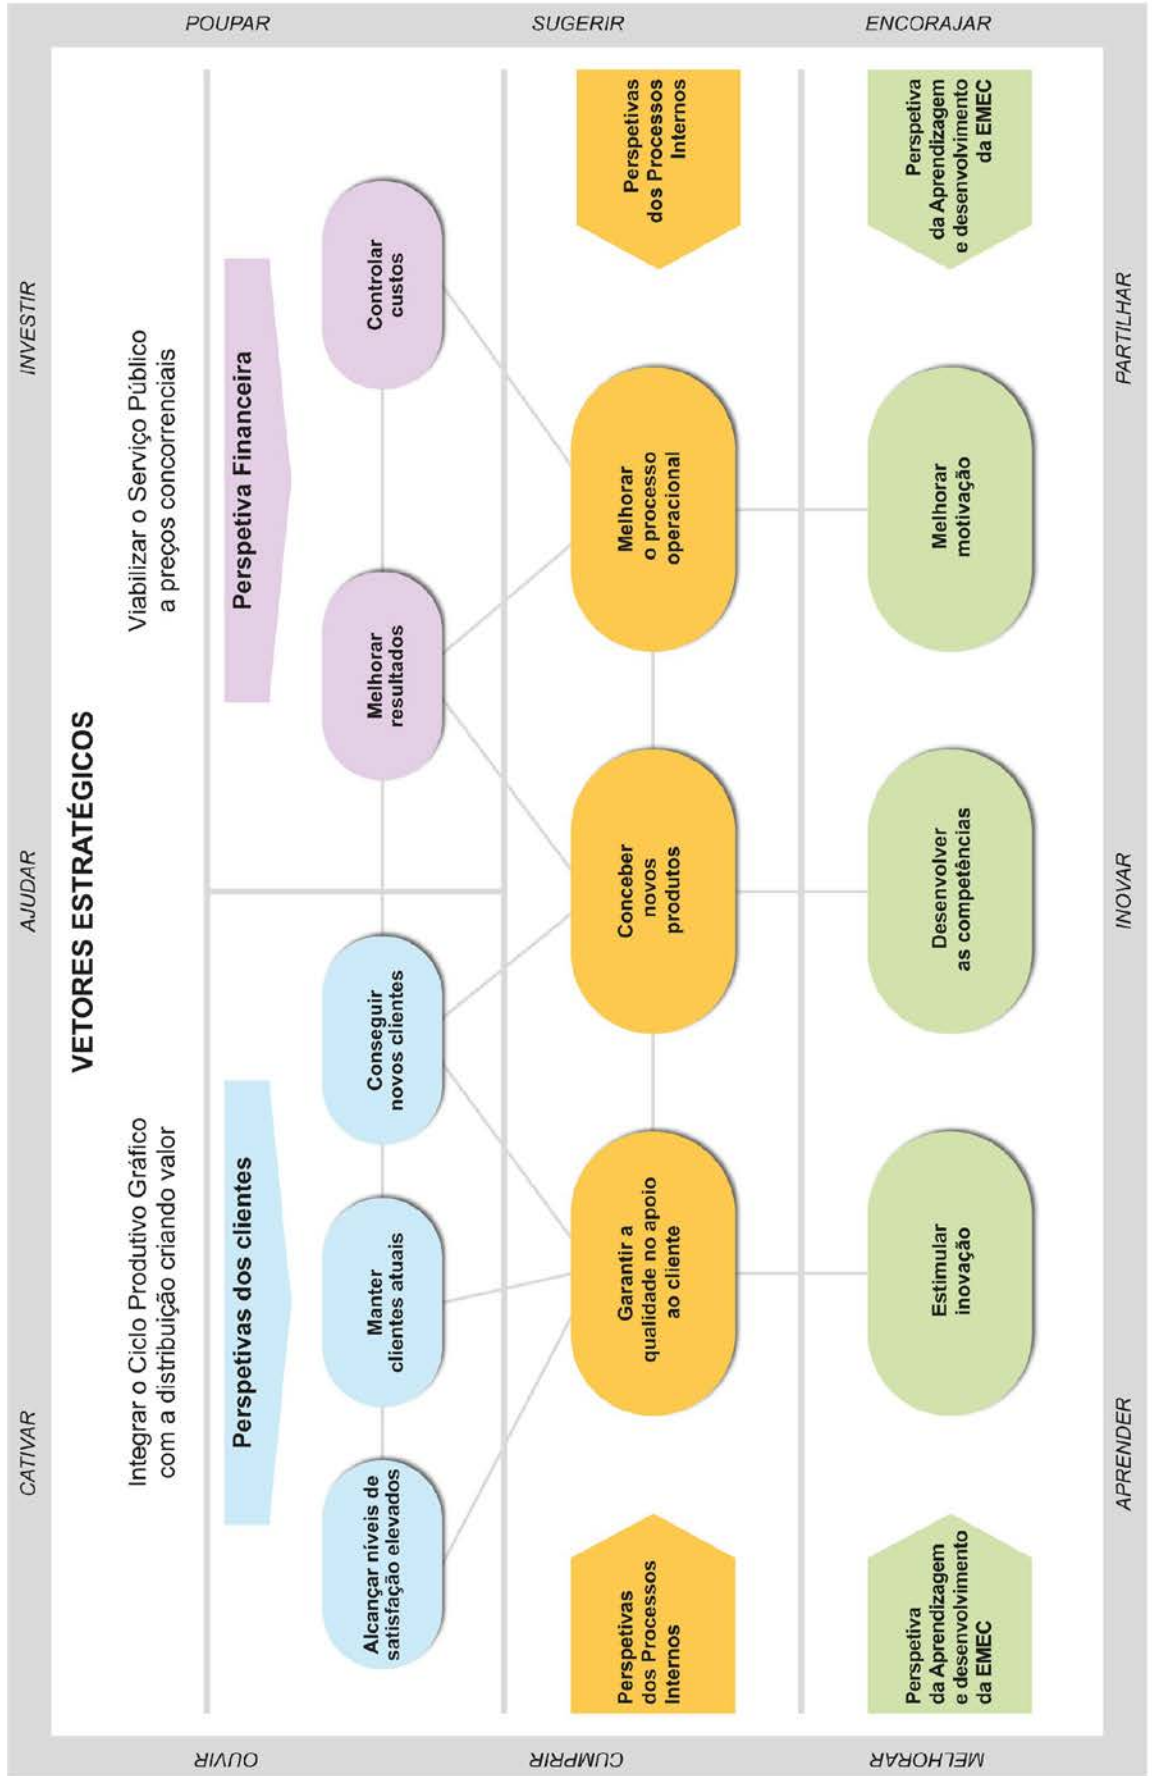 CATIVAR
AJUDAR
INVESTIR
VETORES ESTRATÉGICOS
Integrar o Ciclo Produtivo Gráfico
com a distribuição criando valor
Viabilizar o Serviço Público
a preços concorrenciais
OUVIR
POUPAR
Perspetivas dos clientes
Perspetiva Financeira
Alcançar níveis de
satisfação elevados
Manter
clientes atuais
Conseguir
novos clientes
Melhorar
resultados
Controlar
custos
CUMPRIR
SUGERIR
Perspetivas
dos Processos
Internos
Garantir a
qualidade no apoio
ao cliente
Conceber
novos
produtos
Melhorar
o processo
operacional
Perspetivas
dos Processos
Internos
MELHORAR
ENCORAJAR
Perspetiva
da Aprendizagem
e desenvolvimento
da EMEC
Estimular
inovação
Desenvolver
as competências
Melhorar
motivação
Perspetiva
da Aprendizagem
e desenvolvimento
da EMEC
APRENDER
INOVAR
PARTILHAR